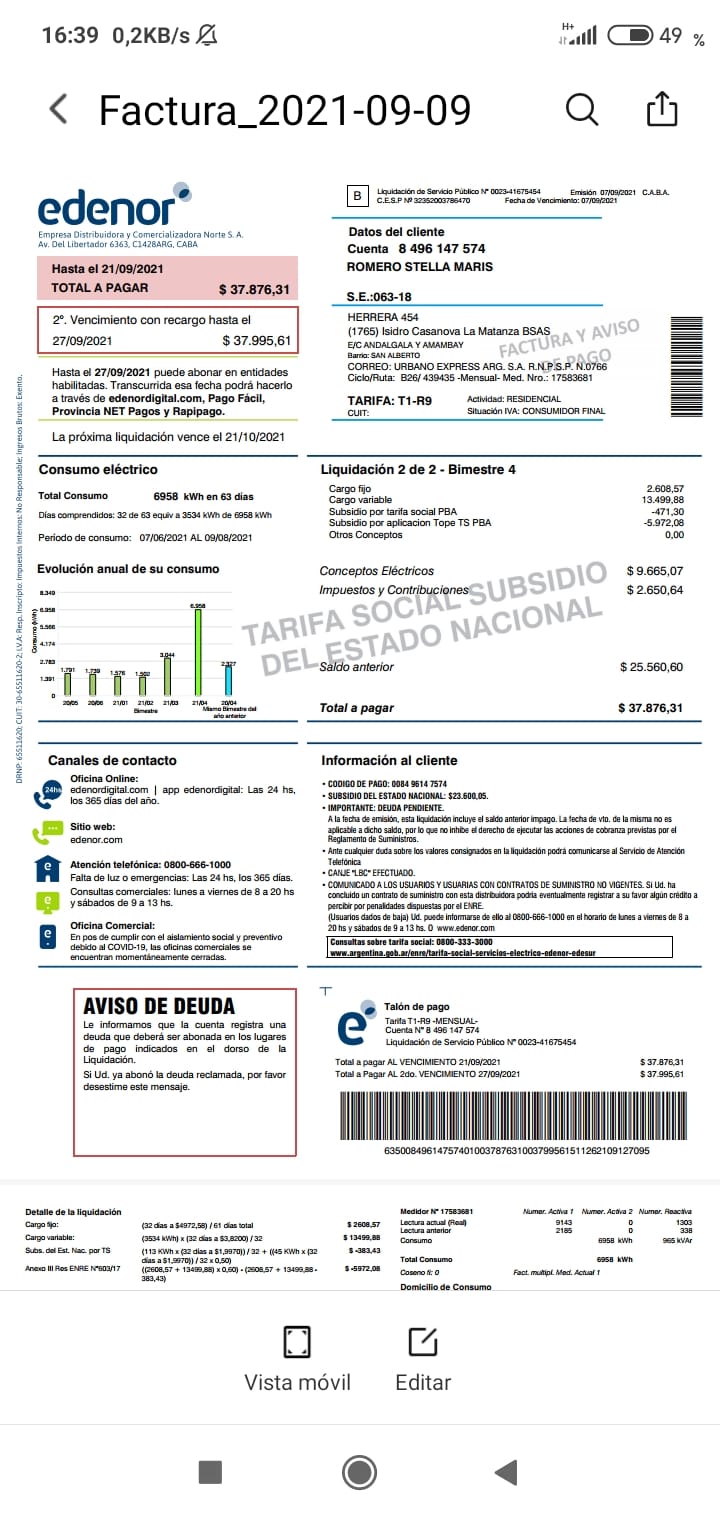 16:39 0,2KB/s
H+
49 %
Factura_2021-09-09
edenor
Empresa Distribuidora y Comercializadora Norte S. A.
Av. Del Libertador 6363, C1428ARG, CABA
Hasta el 21/09/2021
TOTAL A PAGAR $ 37.876,31
2º. Vencimiento con recargo hasta el
27/09/2021 $ 37.995,61
Hasta el 27/09/2021 puede abonar en entidades
habilitadas. Transcurrida esa fecha podrá hacerlo
a través de edenordigital.com, Pago Fácil,
Provincia NET Pagos y Rapipago.
La próxima liquidación vence el 21/10/2021
B
Liquidación de Servicio Público Nº 0023-41675454 Emisión 07/09/2021 C.A.B.A.
C.E.S.P Nº 32352003786470 Fecha de Vencimiento: 07/09/2021
Datos del cliente
Cuenta 8 496 147 574
ROMERO STELLA MARIS
S.E.:063-18
HERRERA 454
(1765) Isidro Casanova La Matanza BSAS
E/C ANDALGALA Y AMAMBAY
Barrio: SAN ALBERTO
CORREO: URBANO EXPRESS ARG. S.A. R.N.P.S.P. N.0766
Ciclo/Ruta: B26/ 439435 -Mensual- Med. Nro.: 17583681
FACTURA Y AVISO
DE PAGO
TARIFA: T1-R9 Actividad: RESIDENCIAL
CUIT: Situación IVA: CONSUMIDOR FINAL
DRNP: 65511620; CUIT: 30-65511620-2; I.V.A: Resp. Inscripto: Impuestos Internos: No Responsable; Ingresos Brutos: Exento.
Consumo eléctrico
Total Consumo 6958 kWh en 63 días
Días comprendidos: 32 de 63 equiv a 3534 kWh de 6958 kWh
Período de consumo: 07/06/2021 AL 09/08/2021
Evolución anual de su consumo
Consumo (kWh)
8.349
6.958
5.566
4.174
2.783
1.391
0
1.791
1.739
1.576
1.502
3.044
6.958
2.327
20/05 20/06 21/01 21/02 21/03 21/04 20/04
Bimestre
Mismo Bimestre del
año anterior
Liquidación 2 de 2 - Bimestre 4
Cargo fijo 2.608,57
Cargo variable 13.499,88
Subsidio por tarifa social PBA -471,30
Subsidio por aplicacion Tope TS PBA -5.972,08
Otros Conceptos 0,00
Conceptos Eléctricos $ 9.665,07
Impuestos y Contribuciones $ 2.650,64
TARIFA SOCIAL SUBSIDIO
DEL ESTADO NACIONAL
Saldo anterior $ 25.560,60
Total a pagar $ 37.876,31
Canales de contacto
24hs
Oficina Online:
edenordigital.com | app edenordigital: Las 24 hs,
los 365 días del año.
Sitio web:
edenor.com
e
Atención telefónica: 0800-666-1000
Falta de luz o emergencias: Las 24 hs, los 365 días.
e
Consultas comerciales: lunes a viernes de 8 a 20 hs
y sábados de 9 a 13 hs.
e
Oficina Comercial:
En pos de cumplir con el aislamiento social y preventivo
debido al COVID-19, las oficinas comerciales se
encuentran momentáneamente cerradas.
Información al cliente
• CODIGO DE PAGO: 0084 9614 7574
• SUBSIDIO DEL ESTADO NACIONAL: $23.600,05.
• IMPORTANTE: DEUDA PENDIENTE.
A la fecha de emisión, esta liquidación incluye el saldo anterior impago. La fecha de vto. de la misma no es
aplicable a dicho saldo, por lo que no inhibe el derecho de ejecutar las acciones de cobranza previstas por el
Reglamento de Suministros.
• Ante cualquier duda sobre los valores consignados en la liquidación podrá comunicarse al Servicio de Atención
Telefónica
• CANJE "LBC" EFECTUADO.
• COMUNICADO A LOS USUARIOS Y USUARIAS CON CONTRATOS DE SUMINISTRO NO VIGENTES. Si Ud. ha
concluido un contrato de suministro con esta distribuidora podría eventualmente registrar a su favor algún crédito a
percibir por penalidades dispuestas por el ENRE.
(Usuarios dados de baja) Ud. puede informarse de ello al 0800-666-1000 en el horario de lunes a viernes de 8 a
20 hs y sábados de 9 a 13 hs. O www.edenor.com
Consultas sobre tarifa social: 0800-333-3000
www.argentina.gob.ar/enre/tarifa-social-servicios-electrico-edenor-edesur
AVISO DE DEUDA
Le informamos que la cuenta registra una
deuda que deberá ser abonada en los lugares
de pago indicados en el dorso de la
Liquidación.
Si Ud. ya abonó la deuda reclamada, por favor
desestime este mensaje.
e
Talón de pago
Tarifa T1-R9 -MENSUAL-
Cuenta Nº 8 496 147 574
Liquidación de Servicio Público Nº 0023-41675454
Total a pagar AL VENCIMIENTO 21/09/2021 $ 37.876,31
Total a Pagar AL 2do. VENCIMIENTO 27/09/2021 $ 37.995,61
63500849614757401003787631003799561511262109127095
Detalle de la liquidación
Cargo fijo: (32 días a $4972,58) / 61 días total $ 2608,57
Cargo variable: (3534 kWh) x (32 días a $3,8200) / 32 $ 13499,88
Subs. del Est. Nac. por TS (113 KWh x (32 días a $1,9970)) / 32 + ((45 KWh x (32
días a $1,9970)) / 32 x 0,50) $ -383,43
Anexo III Res ENRE Nº603/17 ((2608,57 + 13499,88) x 0,60) - (2608,57 + 13499,88 -
383,43) $ -5972,08
Medidor Nº 17583681 Numer. Activa 1 Numer. Activa 2 Numer. Reactiva
Lectura actual (Real) 9143 0 1303
Lectura anterior 2185 0 338
Consumo 6958 kWh 965 kVAr
Total Consumo 6958 kWh
Coseno fi: 0 Fact. multipl. Med. Actual 1
Domicilio de Consumo
Vista móvil
Editar